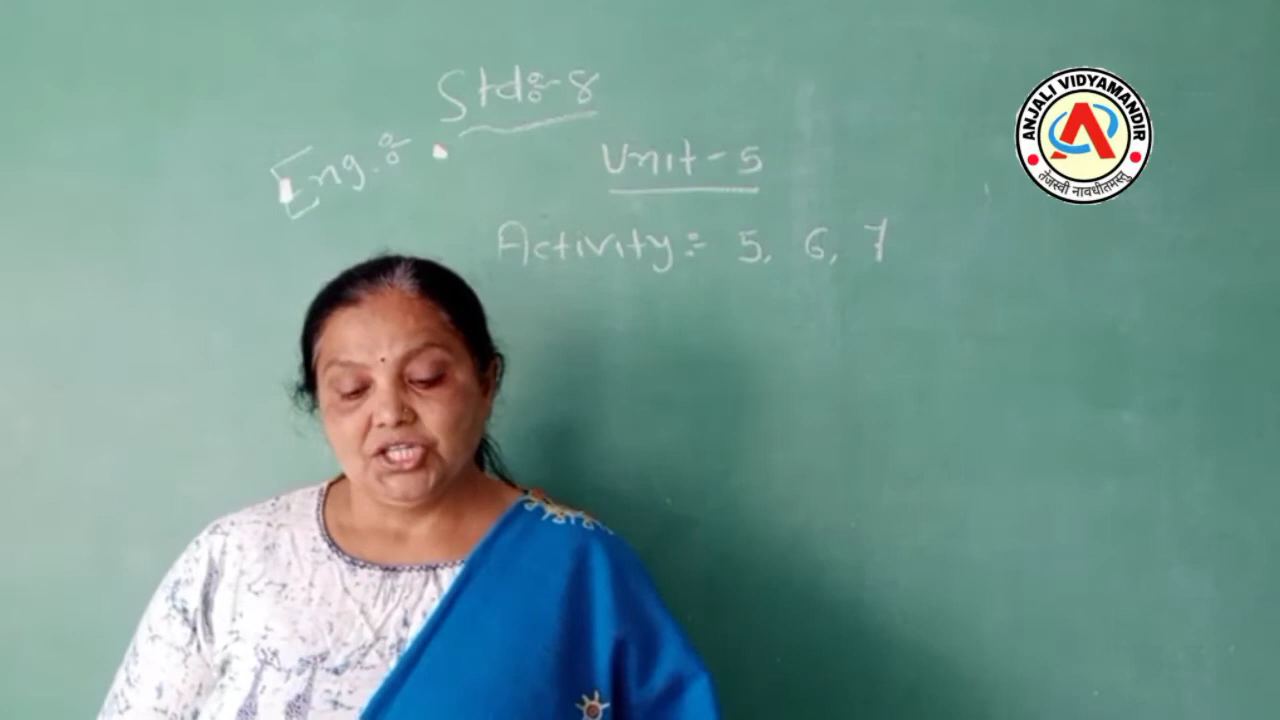 Std:- 8
Eng.:-
Unit - 5
Activity:- 5, 6, 7
ANJALI VIDYAMANDIR
A
तेजस्वी नावधीतमस्तु